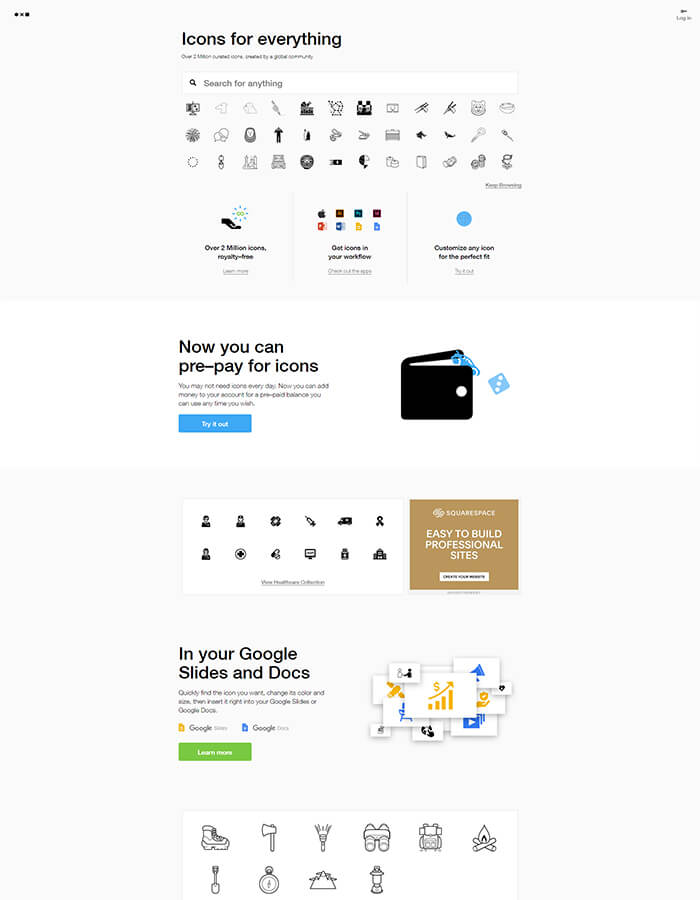 Log In
Icons for everything
Over 2 Million curated icons, created by a global community
Search for anything
Keep Browsing
Over 2 Million icons,
royalty–free
Learn more
Get icons in
your workflow
Check out the apps
Customize any icon
for the perfect fit
Try it out
Now you can
pre–pay for icons
You may not need icons every day. Now you can add
money to your account for a pre–paid balance you
can use any time you wish.
Try it out
View Healthcare Collection
SQUARESPACE
EASY TO BUILD
PROFESSIONAL
SITES
CREATE YOUR WEBSITE
ADVERTISEMENT
In your Google
Slides and Docs
Quickly find the icon you want, change its color and
size, then insert it right into your Google Slides or
Google Docs.
Google Slides
Google Docs
Learn more